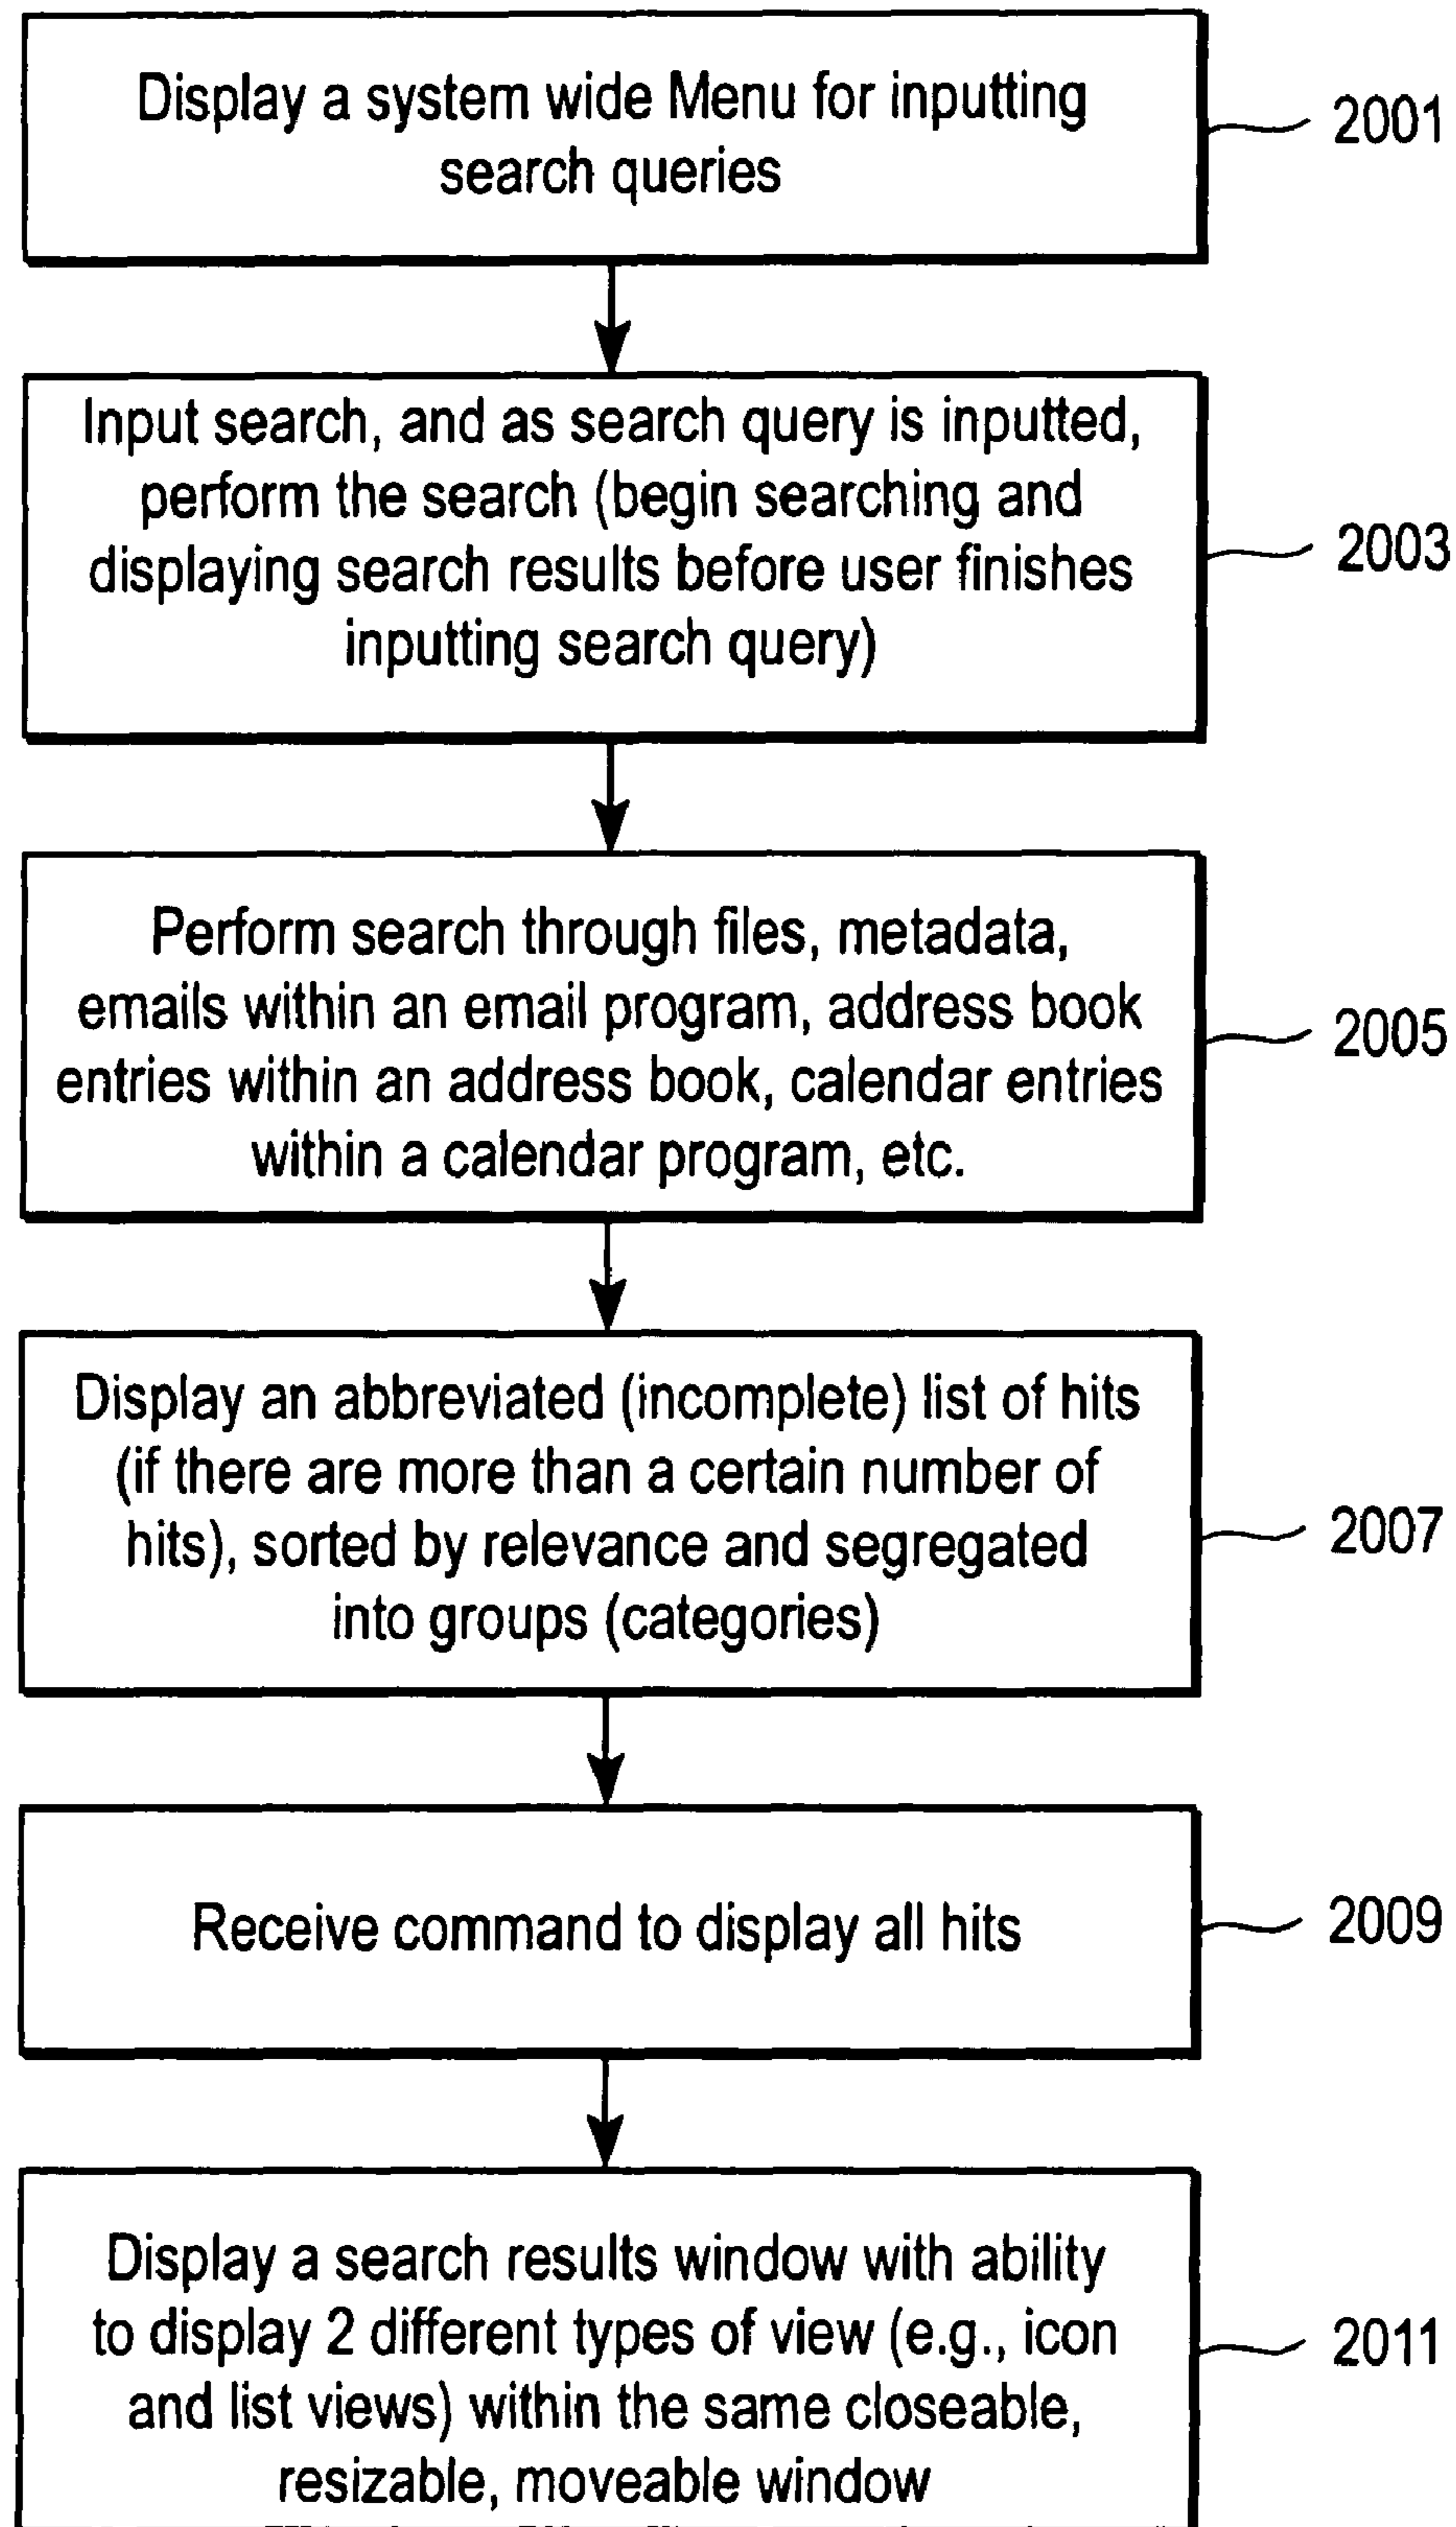 Display a system wide Menu for inputting
search queries
2001
Input search, and as search query is inputted,
perform the search (begin searching and
displaying search results before user finishes
inputting search query)
2003
Perform search through files, metadata,
emails within an email program, address book
entries within an address book, calendar entries
within a calendar program, etc.
2005
Display an abbreviated (incomplete) list of hits
(if there are more than a certain number of
hits), sorted by relevance and segregated
into groups (categories)
2007
Receive command to display all hits
2009
Display a search results window with ability
to display 2 different types of view (e.g., icon
and list views) within the same closeable,
resizable, moveable window
2011